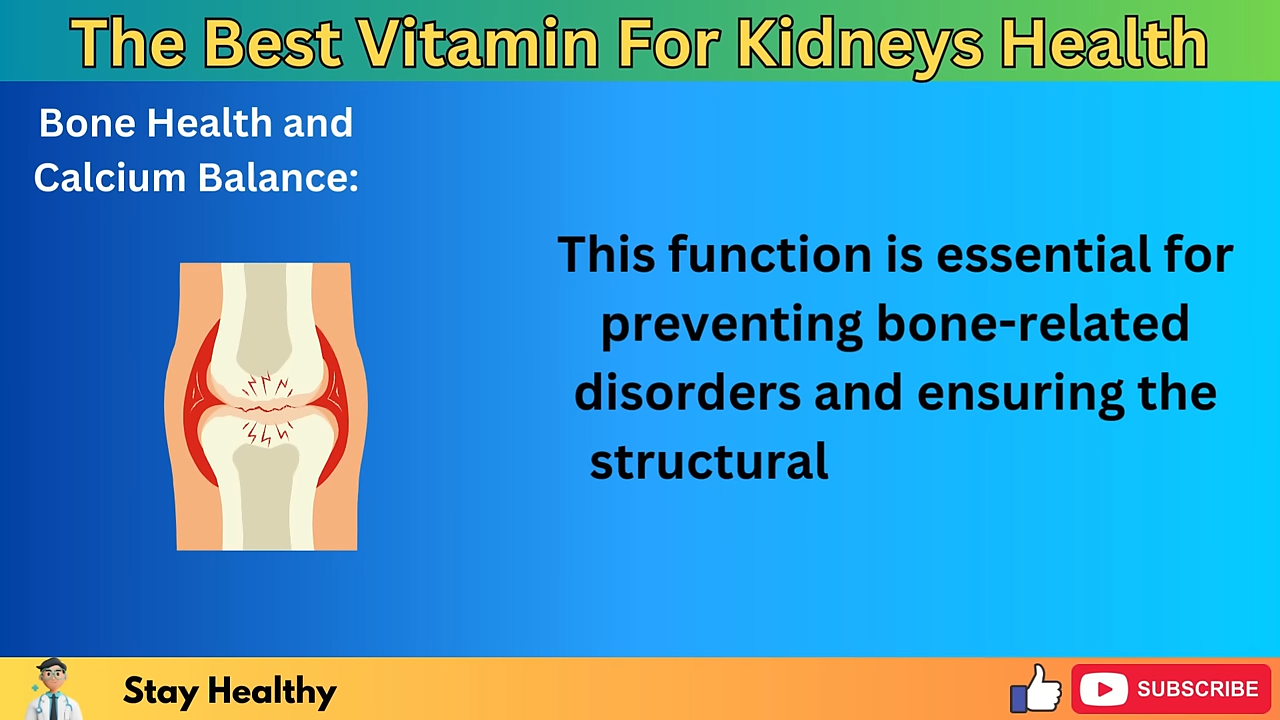 The Best Vitamin For Kidneys Health
Bone Health and
Calcium Balance:
This function is essential for
preventing bone-related
disorders and ensuring the
structural
Stay Healthy
SUBSCRIBE